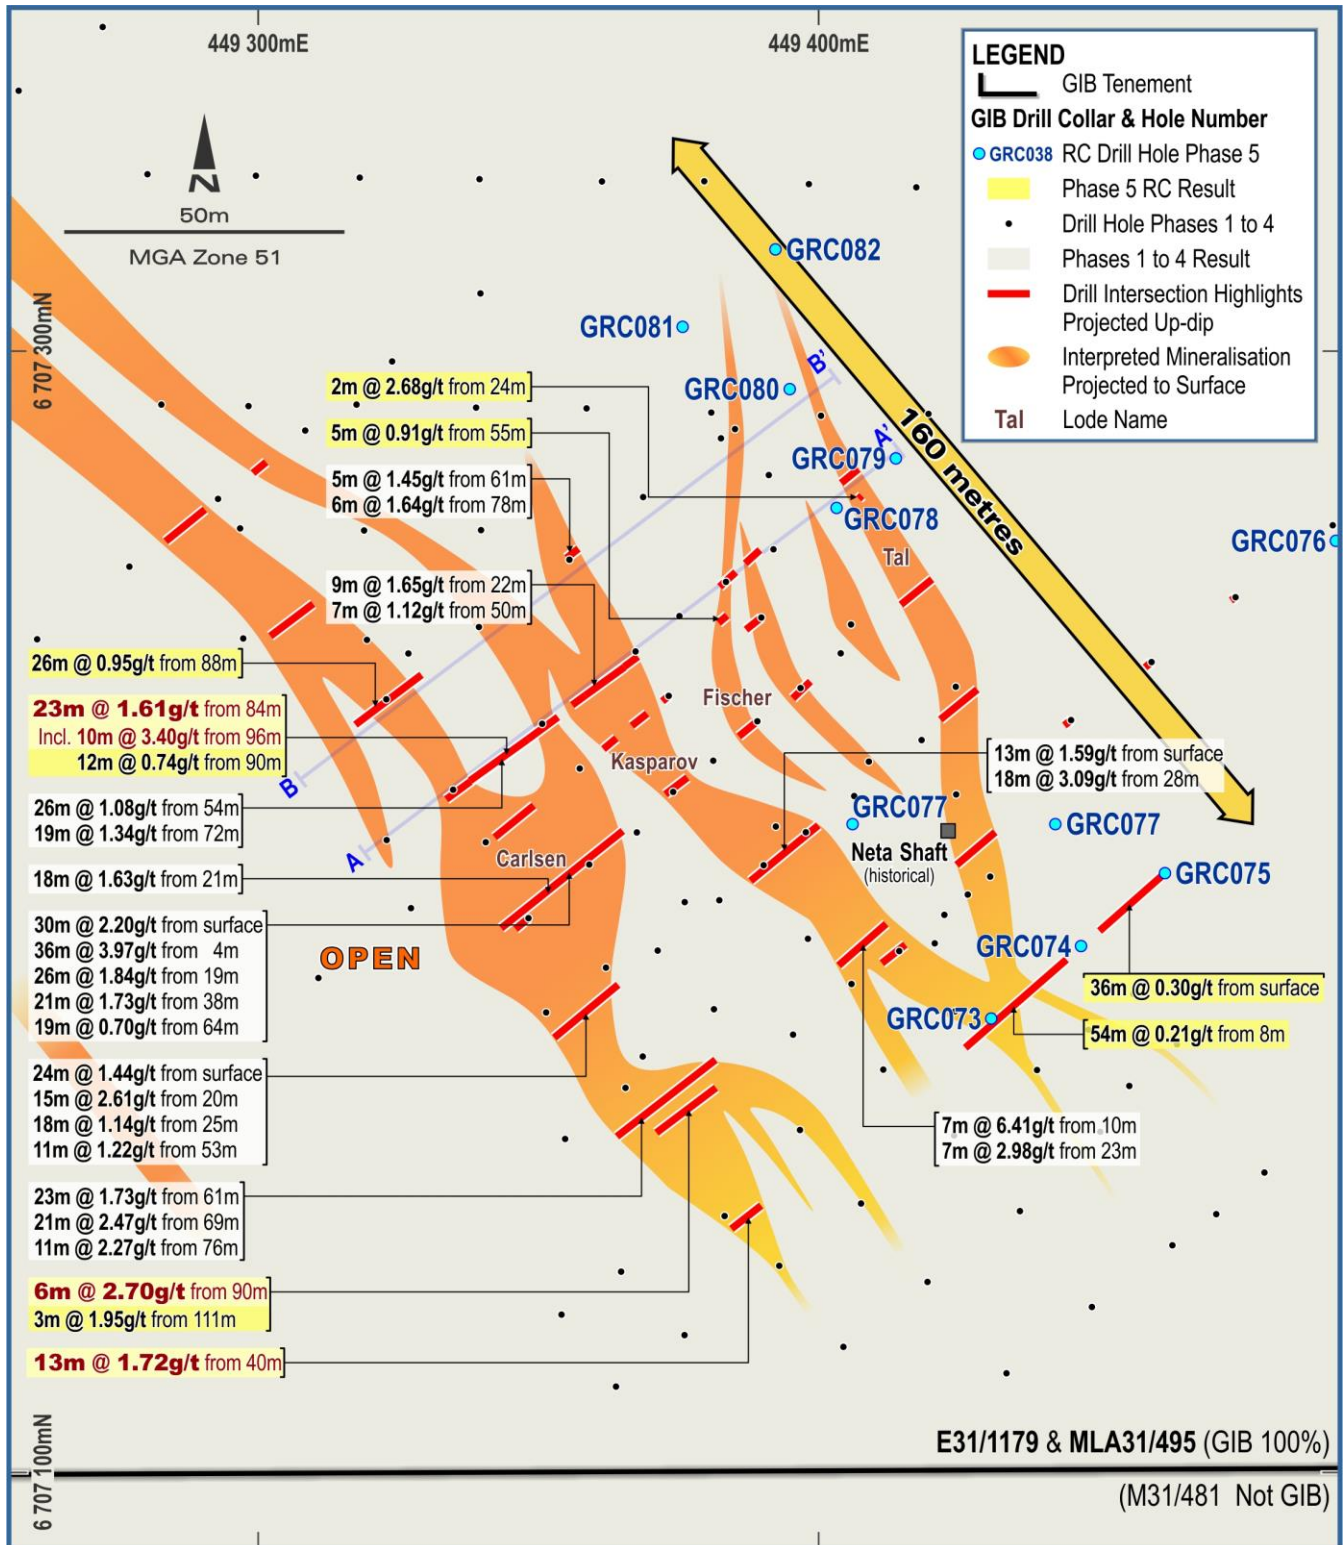 449 300mE
449 400mE
LEGEND
GIB Tenement
GIB Drill Collar & Hole Number
GRC038 RC Drill Hole Phase 5
Phase 5 RC Result
Drill Hole Phases 1 to 4
Phases 1 to 4 Result
Drill Intersection Highlights
Projected Up-dip
Interpreted Mineralisation
Projected to Surface
Tal Lode Name
N
50m
MGA Zone 51
6 707 300mN
GRC082
GRC081
GRC080
B'
A'
GRC079
GRC078
160 metres
GRC076
Tal
2m @ 2.68g/t from 24m
5m @ 0.91g/t from 55m
5m @ 1.45g/t from 61m
6m @ 1.64g/t from 78m
9m @ 1.65g/t from 22m
7m @ 1.12g/t from 50m
26m @ 0.95g/t from 88m
23m @ 1.61g/t from 84m
Incl. 10m @ 3.40g/t from 96m
12m @ 0.74g/t from 90m
B
A
Fischer
Kasparov
Carlsen
13m @ 1.59g/t from surface
18m @ 3.09g/t from 28m
GRC077
GRC077
Neta Shaft
(historical)
GRC075
GRC074
GRC073
26m @ 1.08g/t from 54m
19m @ 1.34g/t from 72m
18m @ 1.63g/t from 21m
30m @ 2.20g/t from surface
36m @ 3.97g/t from 4m
26m @ 1.84g/t from 19m
21m @ 1.73g/t from 38m
19m @ 0.70g/t from 64m
OPEN
36m @ 0.30g/t from surface
54m @ 0.21g/t from 8m
24m @ 1.44g/t from surface
15m @ 2.61g/t from 20m
18m @ 1.14g/t from 25m
11m @ 1.22g/t from 53m
7m @ 6.41g/t from 10m
7m @ 2.98g/t from 23m
23m @ 1.73g/t from 61m
21m @ 2.47g/t from 69m
11m @ 2.27g/t from 76m
6m @ 2.70g/t from 90m
3m @ 1.95g/t from 111m
13m @ 1.72g/t from 40m
6 707 100mN
E31/1179 & MLA31/495 (GIB 100%)
(M31/481 Not GIB)